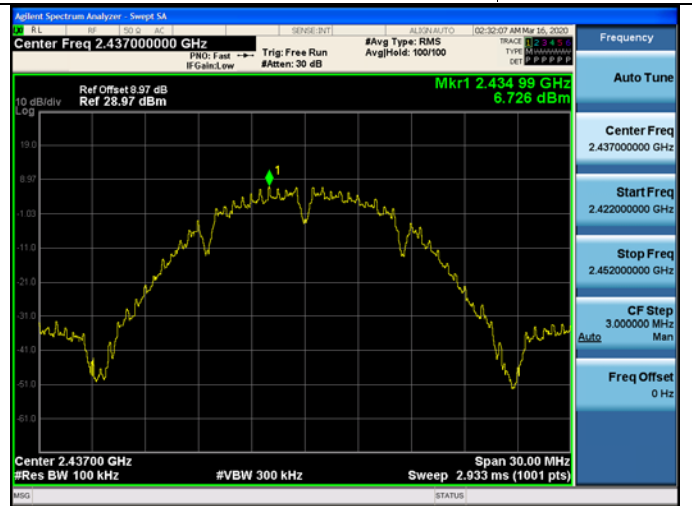 Agilent Spectrum Analyzer - Swept SA
RL RF 50 Ω AC SENSE:INT ALIGNAUTO 02:32:07 AM Mar 16, 2020
Center Freq 2.437000000 GHz
PNO: Fast
IFGain:Low
Trig: Free Run
#Atten: 30 dB
#Avg Type: RMS
Avg|Hold: 100/100
TRACE 1 2 3 4 5 6
TYPE
DET P P P P P P
Mkr1 2.434 99 GHz
6.726 dBm
Ref Offset 8.97 dB
10 dB/div Ref 28.97 dBm
Log
1
19.0
8.97
-1.03
-11.0
-21.0
-31.0
-41.0
-51.0
-61.0
Center 2.43700 GHz Span 30.00 MHz
#Res BW 100 kHz #VBW 300 kHz Sweep 2.933 ms (1001 pts)
MSG STATUS
Frequency
Auto Tune
Center Freq
2.437000000 GHz
Start Freq
2.422000000 GHz
Stop Freq
2.452000000 GHz
CF Step
3.000000 MHz
Auto Man
Freq Offset
0 Hz